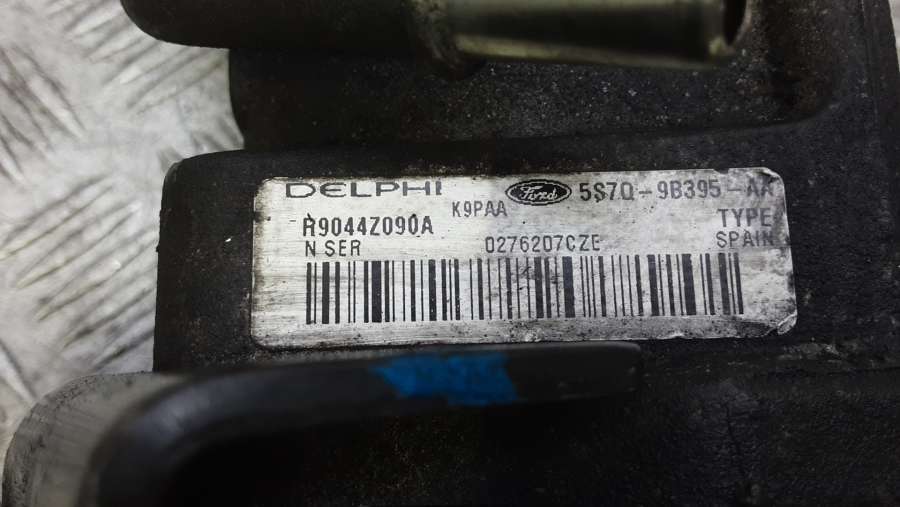 DELPHI Ford 5S7Q-9B395-AA
K9PAA
R9044Z090A TYPE
N SER 0276207CZE SPAIN